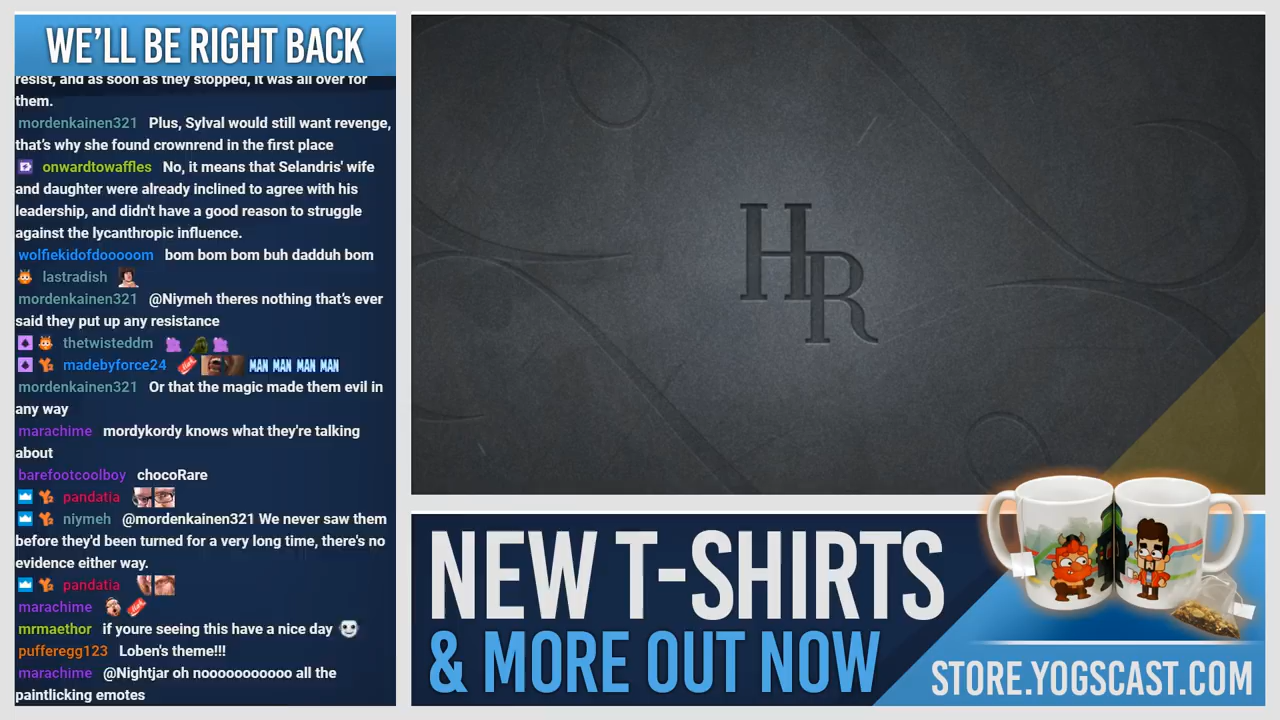 WE'LL BE RIGHT BACK
resist, and as soon as they stopped, it was all over for
them.
mordenkainen321 Plus, Sylval would still want revenge,
that's why she found crownrend in the first place
onwardtowaffles No, it means that Selandris' wife
and daughter were already inclined to agree with his
leadership, and didn't have a good reason to struggle
against the lycanthropic influence.
wolfiekidofdooooom bom bom bom buh dadduh bom
lastradish
mordenkainen321 @Niymeh theres nothing that's ever
said they put up any resistance
thetwisteddm
madebyforce24 MAN MAN MAN MAN
mordenkainen321 Or that the magic made them evil in
any way
marachime mordykordy knows what they're talking
about
barefootcoolboy chocoRare
pandatia
niymeh @mordenkainen321 We never saw them
before they'd been turned for a very long time, there's no
evidence either way.
pandatia
marachime
mrmaethor if youre seeing this have a nice day
pufferegg123 Loben's theme!!!
marachime @Nightjar oh nooooooooooo all the
paintlicking emotes
HR
NEW T-SHIRTS
& MORE OUT NOW
STORE.YOGSCAST.COM